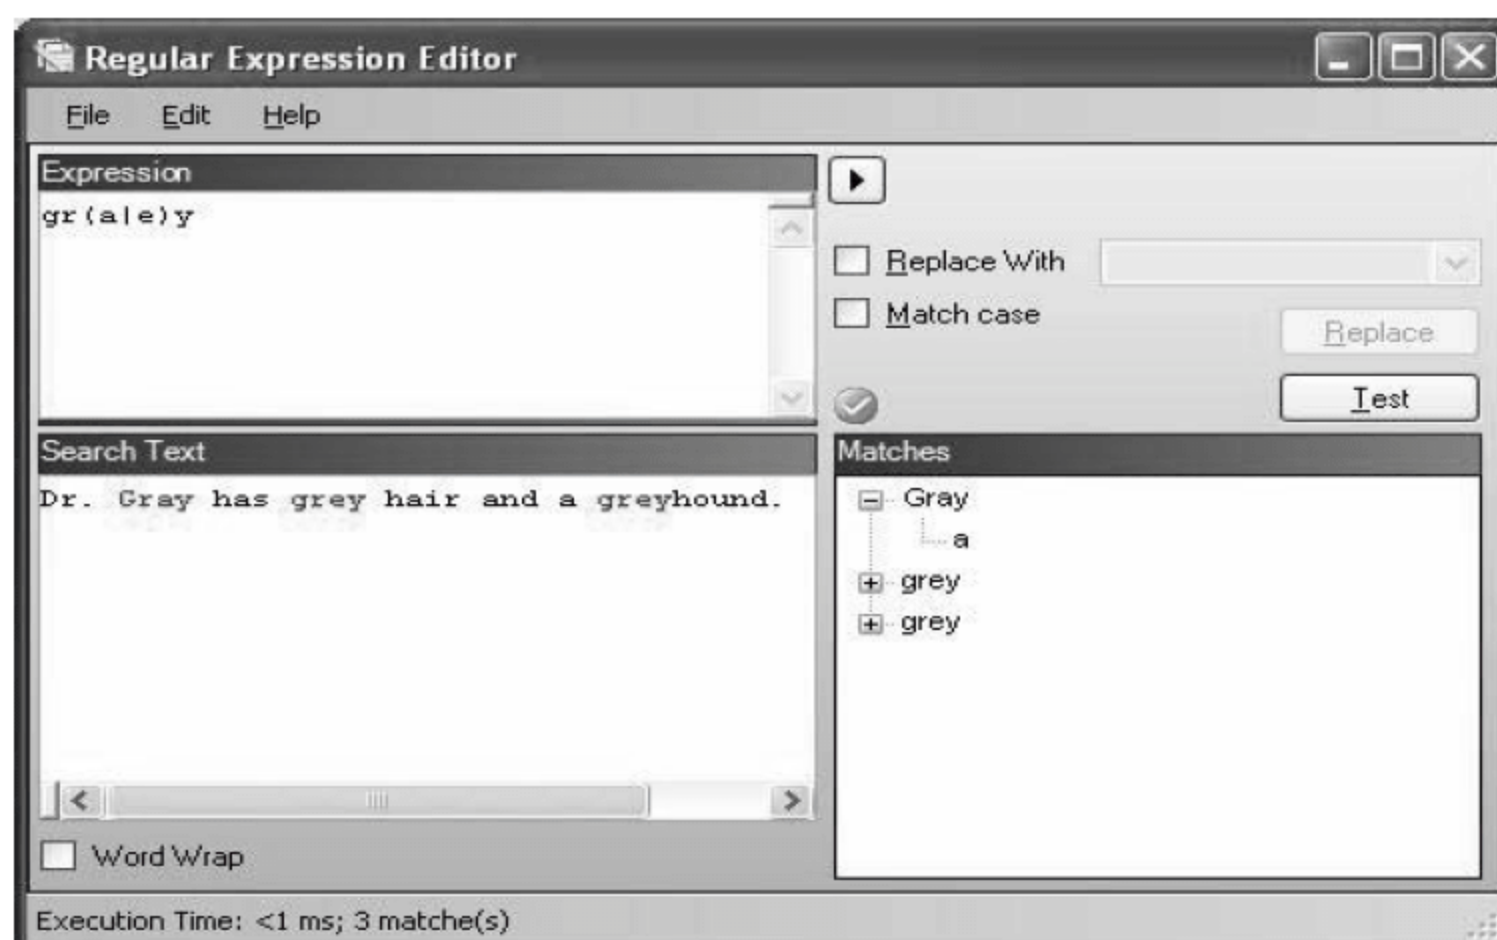 Regular Expression Editor
File Edit Help
Expression
gr(a|e)y
Replace With
Match case
Replace
Test
Search Text
Dr. Gray has grey hair and a greyhound.
Matches
Gray
a
grey
grey
Word Wrap
Execution Time: <1 ms; 3 matche(s)